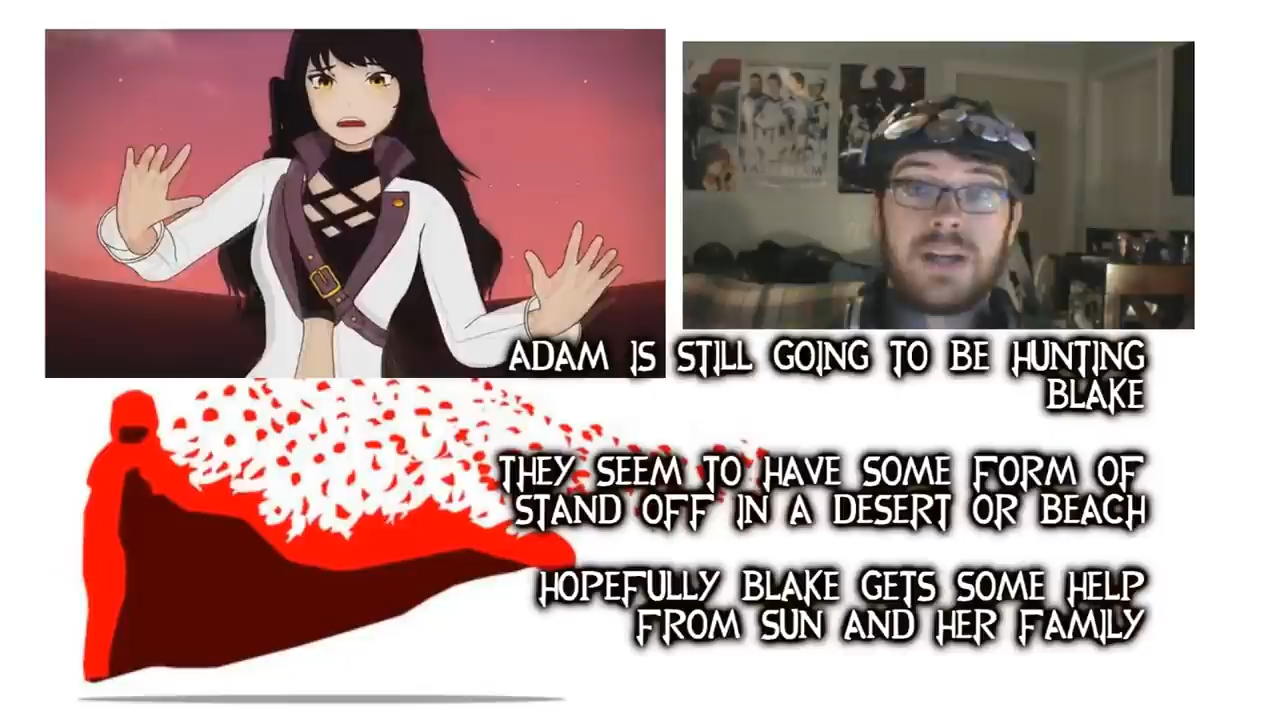 ADAM IS STILL GOING TO BE HUNTING
BLAKE
THEY SEEM TO HAVE SOME FORM OF
STAND OFF IN A DESERT OR BEACH
HOPEFULLY BLAKE GETS SOME HELP
FROM SUN AND HER FAMILY